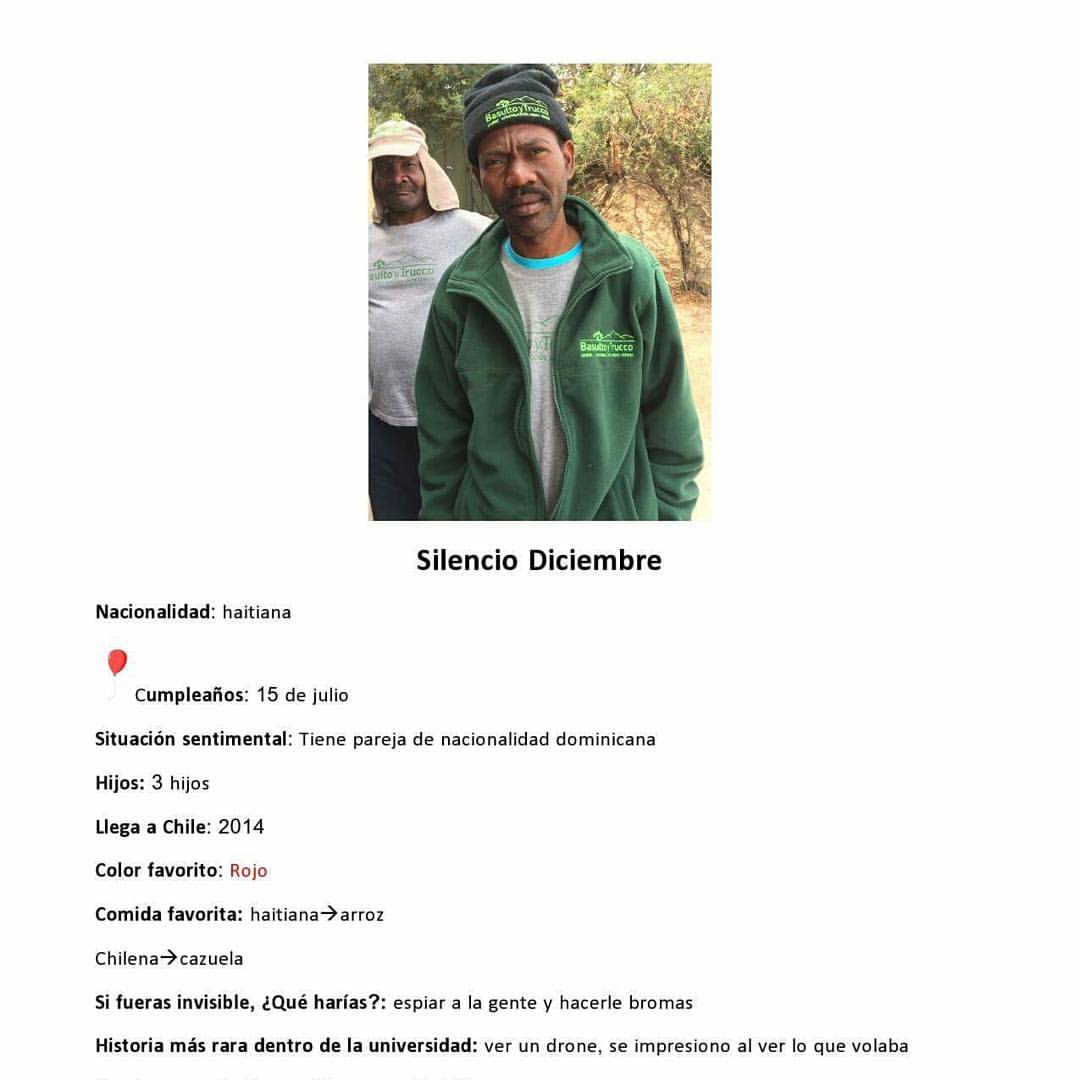 Basulto y Trucco
Basulto y Trucco
Basulto y Trucco
Silencio Diciembre
Nacionalidad: haitiana
Cumpleaños: 15 de julio
Situación sentimental: Tiene pareja de nacionalidad dominicana
Hijos: 3 hijos
Llega a Chile: 2014
Color favorito: Rojo
Comida favorita: haitiana→arroz
Chilena→cazuela
Si fueras invisible, ¿Qué harías?: espiar a la gente y hacerle bromas
Historia más rara dentro de la universidad: ver un drone, se impresiono al ver lo que volaba